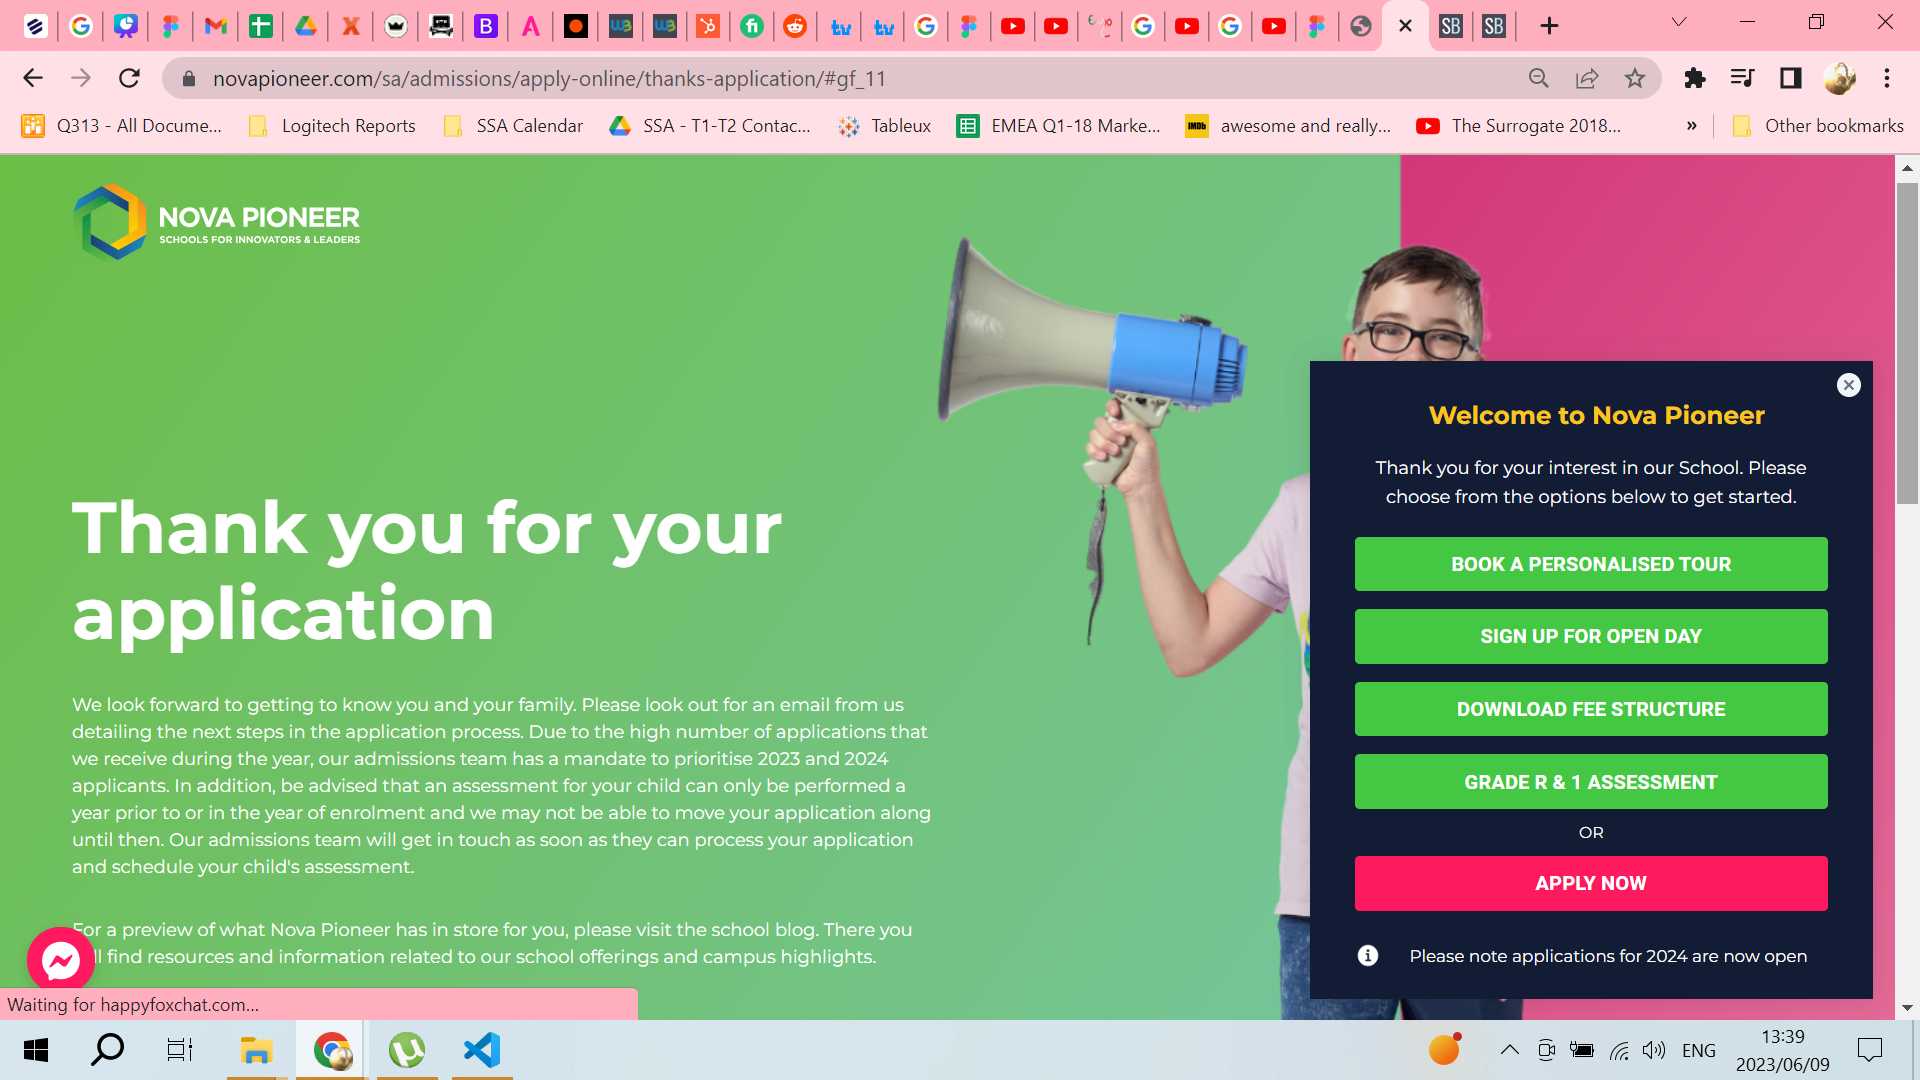 novapioneer.com/sa/admissions/apply-online/thanks-application/#gf_11
Q313 - All Docume...
Logitech Reports
SSA Calendar
SSA - T1-T2 Contac...
Tableux
EMEA Q1-18 Marke...
IMDb
awesome and really...
The Surrogate 2018...
»
Other bookmarks
NOVA PIONEER
SCHOOLS FOR INNOVATORS & LEADERS
Thank you for your
application
We look forward to getting to know you and your family. Please look out for an email from us
detailing the next steps in the application process. Due to the high number of applications that
we receive during the year, our admissions team has a mandate to prioritise 2023 and 2024
applicants. In addition, be advised that an assessment for your child can only be performed a
year prior to or in the year of enrolment and we may not be able to move your application along
until then. Our admissions team will get in touch as soon as they can process your application
and schedule your child's assessment.
For a preview of what Nova Pioneer has in store for you, please visit the school blog. There you
find resources and information related to our school offerings and campus highlights.
Welcome to Nova Pioneer
Thank you for your interest in our School. Please
choose from the options below to get started.
BOOK A PERSONALISED TOUR
SIGN UP FOR OPEN DAY
DOWNLOAD FEE STRUCTURE
GRADE R & 1 ASSESSMENT
OR
APPLY NOW
Please note applications for 2024 are now open
Waiting for happyfoxchat.com...
ENG
13:39
2023/06/09